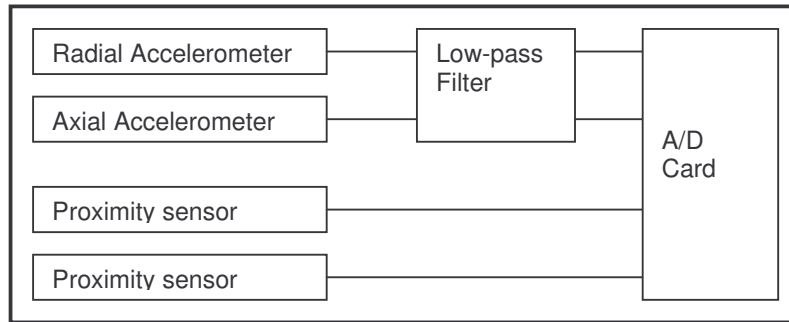 Radial Accelerometer
Low-pass
Filter
Axial Accelerometer
A/D
Card
Proximity sensor
Proximity sensor